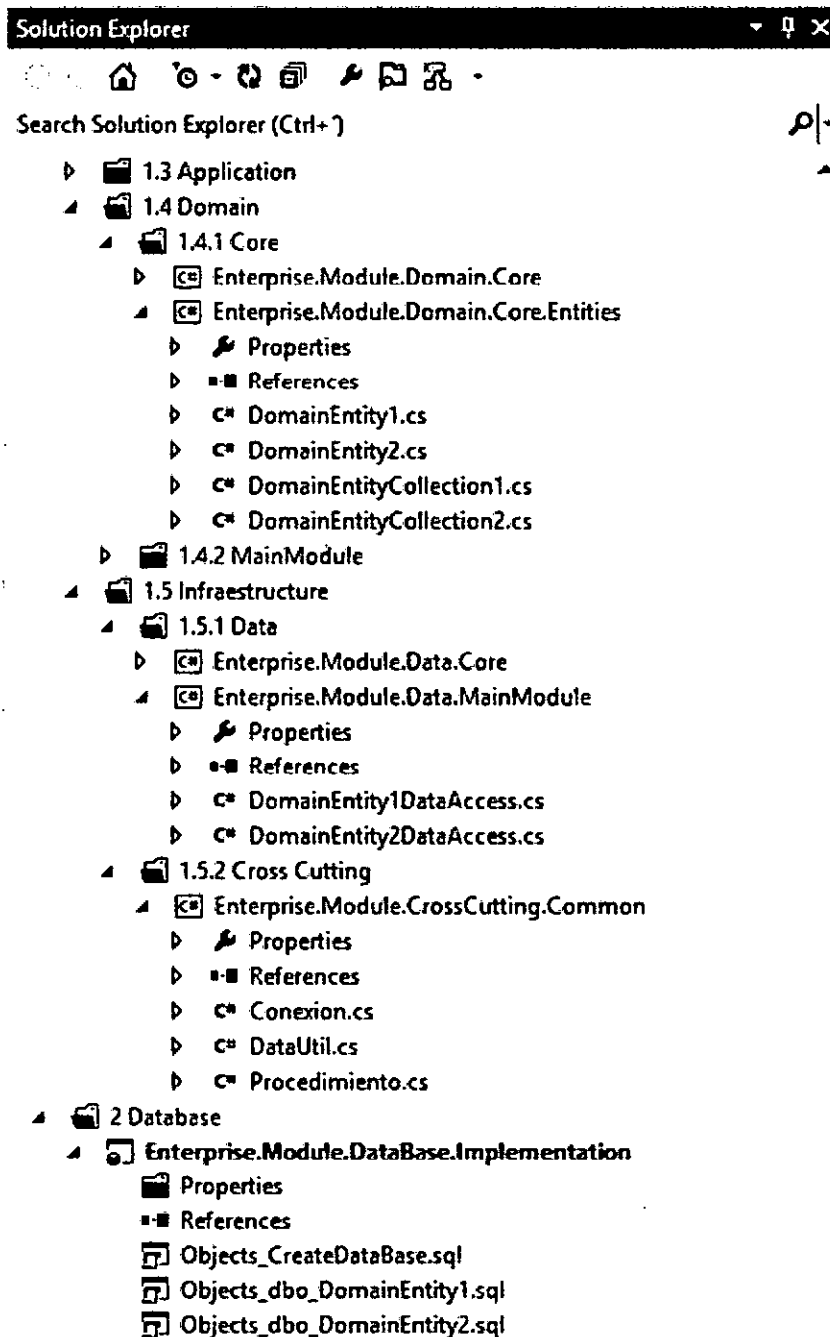 Solution Explorer
Search Solution Explorer (Ctrl+')
1.3 Application
1.4 Domain
1.4.1 Core
C# Enterprise.Module.Domain.Core
C# Enterprise.Module.Domain.Core.Entities
Properties
References
C# DomainEntity1.cs
C# DomainEntity2.cs
C# DomainEntityCollection1.cs
C# DomainEntityCollection2.cs
1.4.2 MainModule
1.5 Infraestructure
1.5.1 Data
C# Enterprise.Module.Data.Core
C# Enterprise.Module.Data.MainModule
Properties
References
C# DomainEntity1DataAccess.cs
C# DomainEntity2DataAccess.cs
1.5.2 Cross Cutting
C# Enterprise.Module.CrossCutting.Common
Properties
References
C# Conexion.cs
C# DataUtil.cs
C# Procedimiento.cs
2 Database
Enterprise.Module.DataBase.Implementation
Properties
References
Objects_CreateDataBase.sql
Objects_dbo_DomainEntity1.sql
Objects_dbo_DomainEntity2.sql